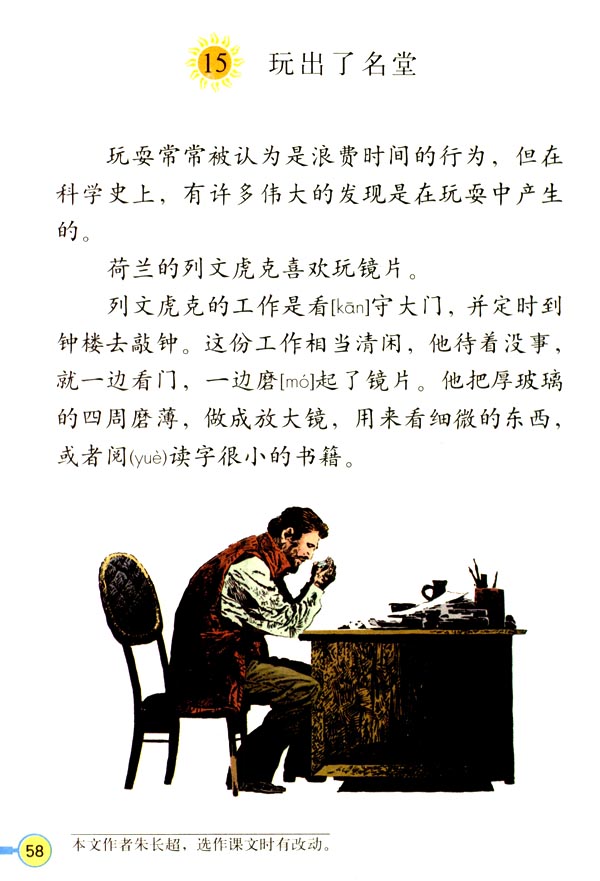 15 玩出了名堂
玩耍常常被认为是浪费时间的行为，但在
科学史上，有许多伟大的发现是在玩耍中产生
的。
荷兰的列文虎克喜欢玩镜片。
列文虎克的工作是看[kān]守大门，并定时到
钟楼去敲钟。这份工作相当清闲，他待着没事，
就一边看门，一边磨[mó]起了镜片。他把厚玻璃
的四周磨薄，做成放大镜，用来看细微的东西，
或者阅(yuè)读字很小的书籍。
本文作者朱长超，选作课文时有改动。
58